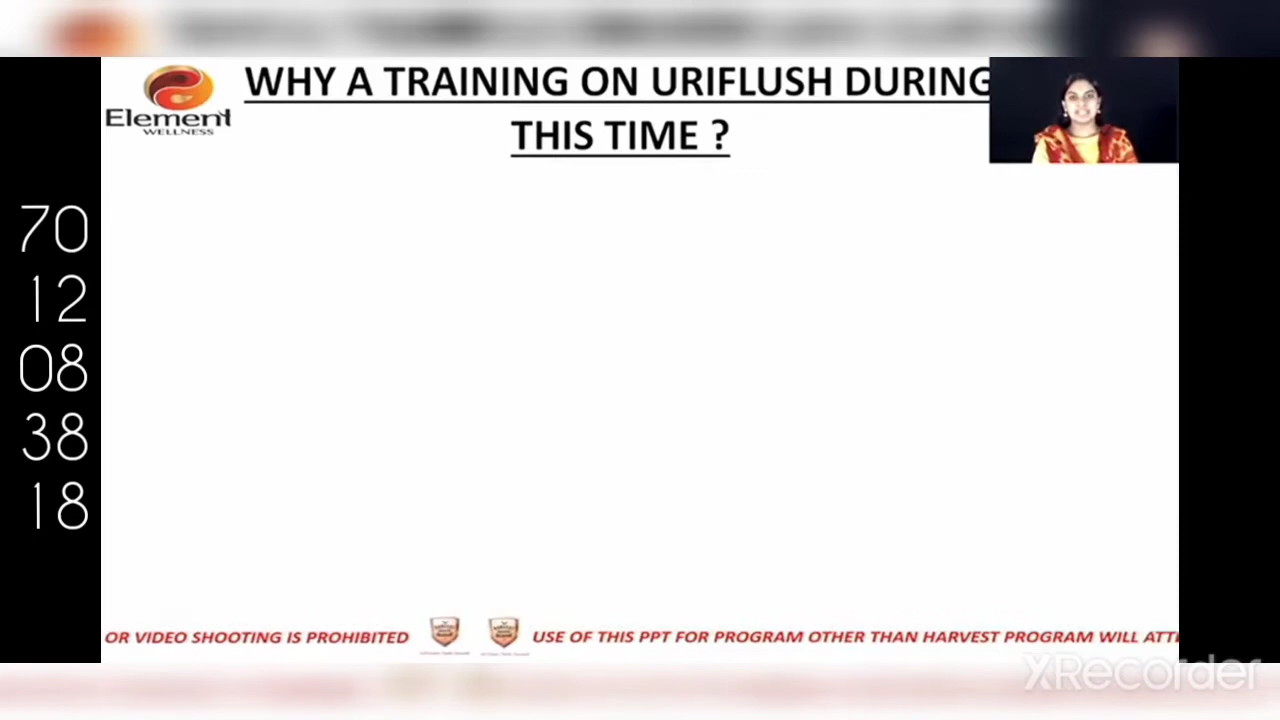 Element
WELLNESS
WHY A TRAINING ON URIFLUSH DURING
THIS TIME ?
70
12
08
38
18
OR VIDEO SHOOTING IS PROHIBITED
USE OF THIS PPT FOR PROGRAM OTHER THAN HARVEST PROGRAM WILL ATT
XRecorder